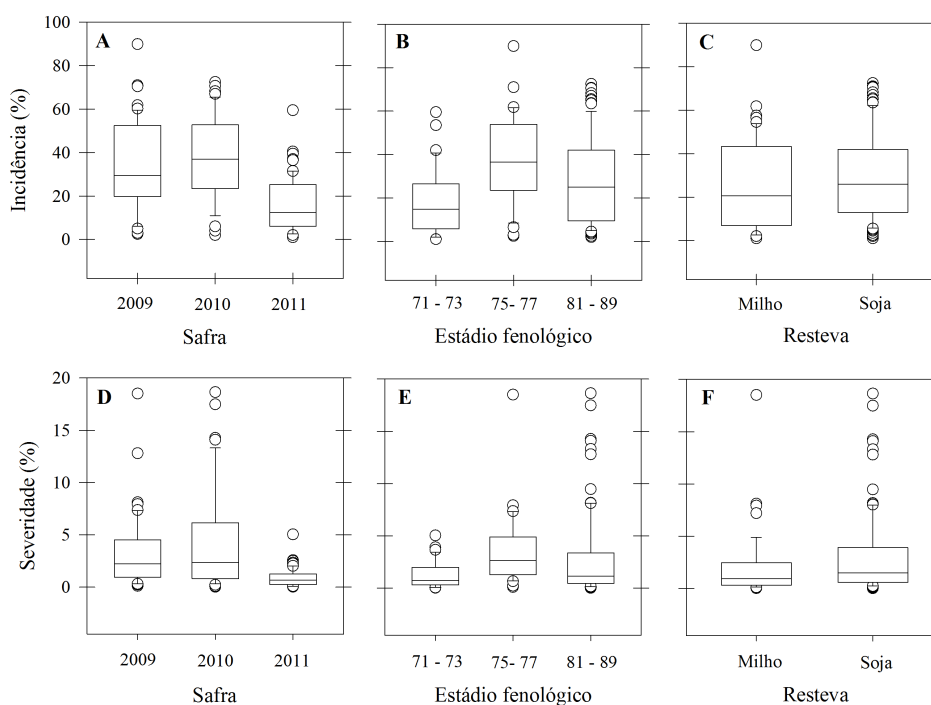 100
80
60
40
20
0
Incidência (%)
A
2009 2010 2011
Safra
B
71 - 73 75- 77 81 - 89
Estádio fenológico
C
Milho Soja
Resteva
20
15
10
5
0
Severidade (%)
D
2009 2010 2011
Safra
E
71 - 73 75- 77 81 - 89
Estádio fenológico
F
Milho Soja
Resteva